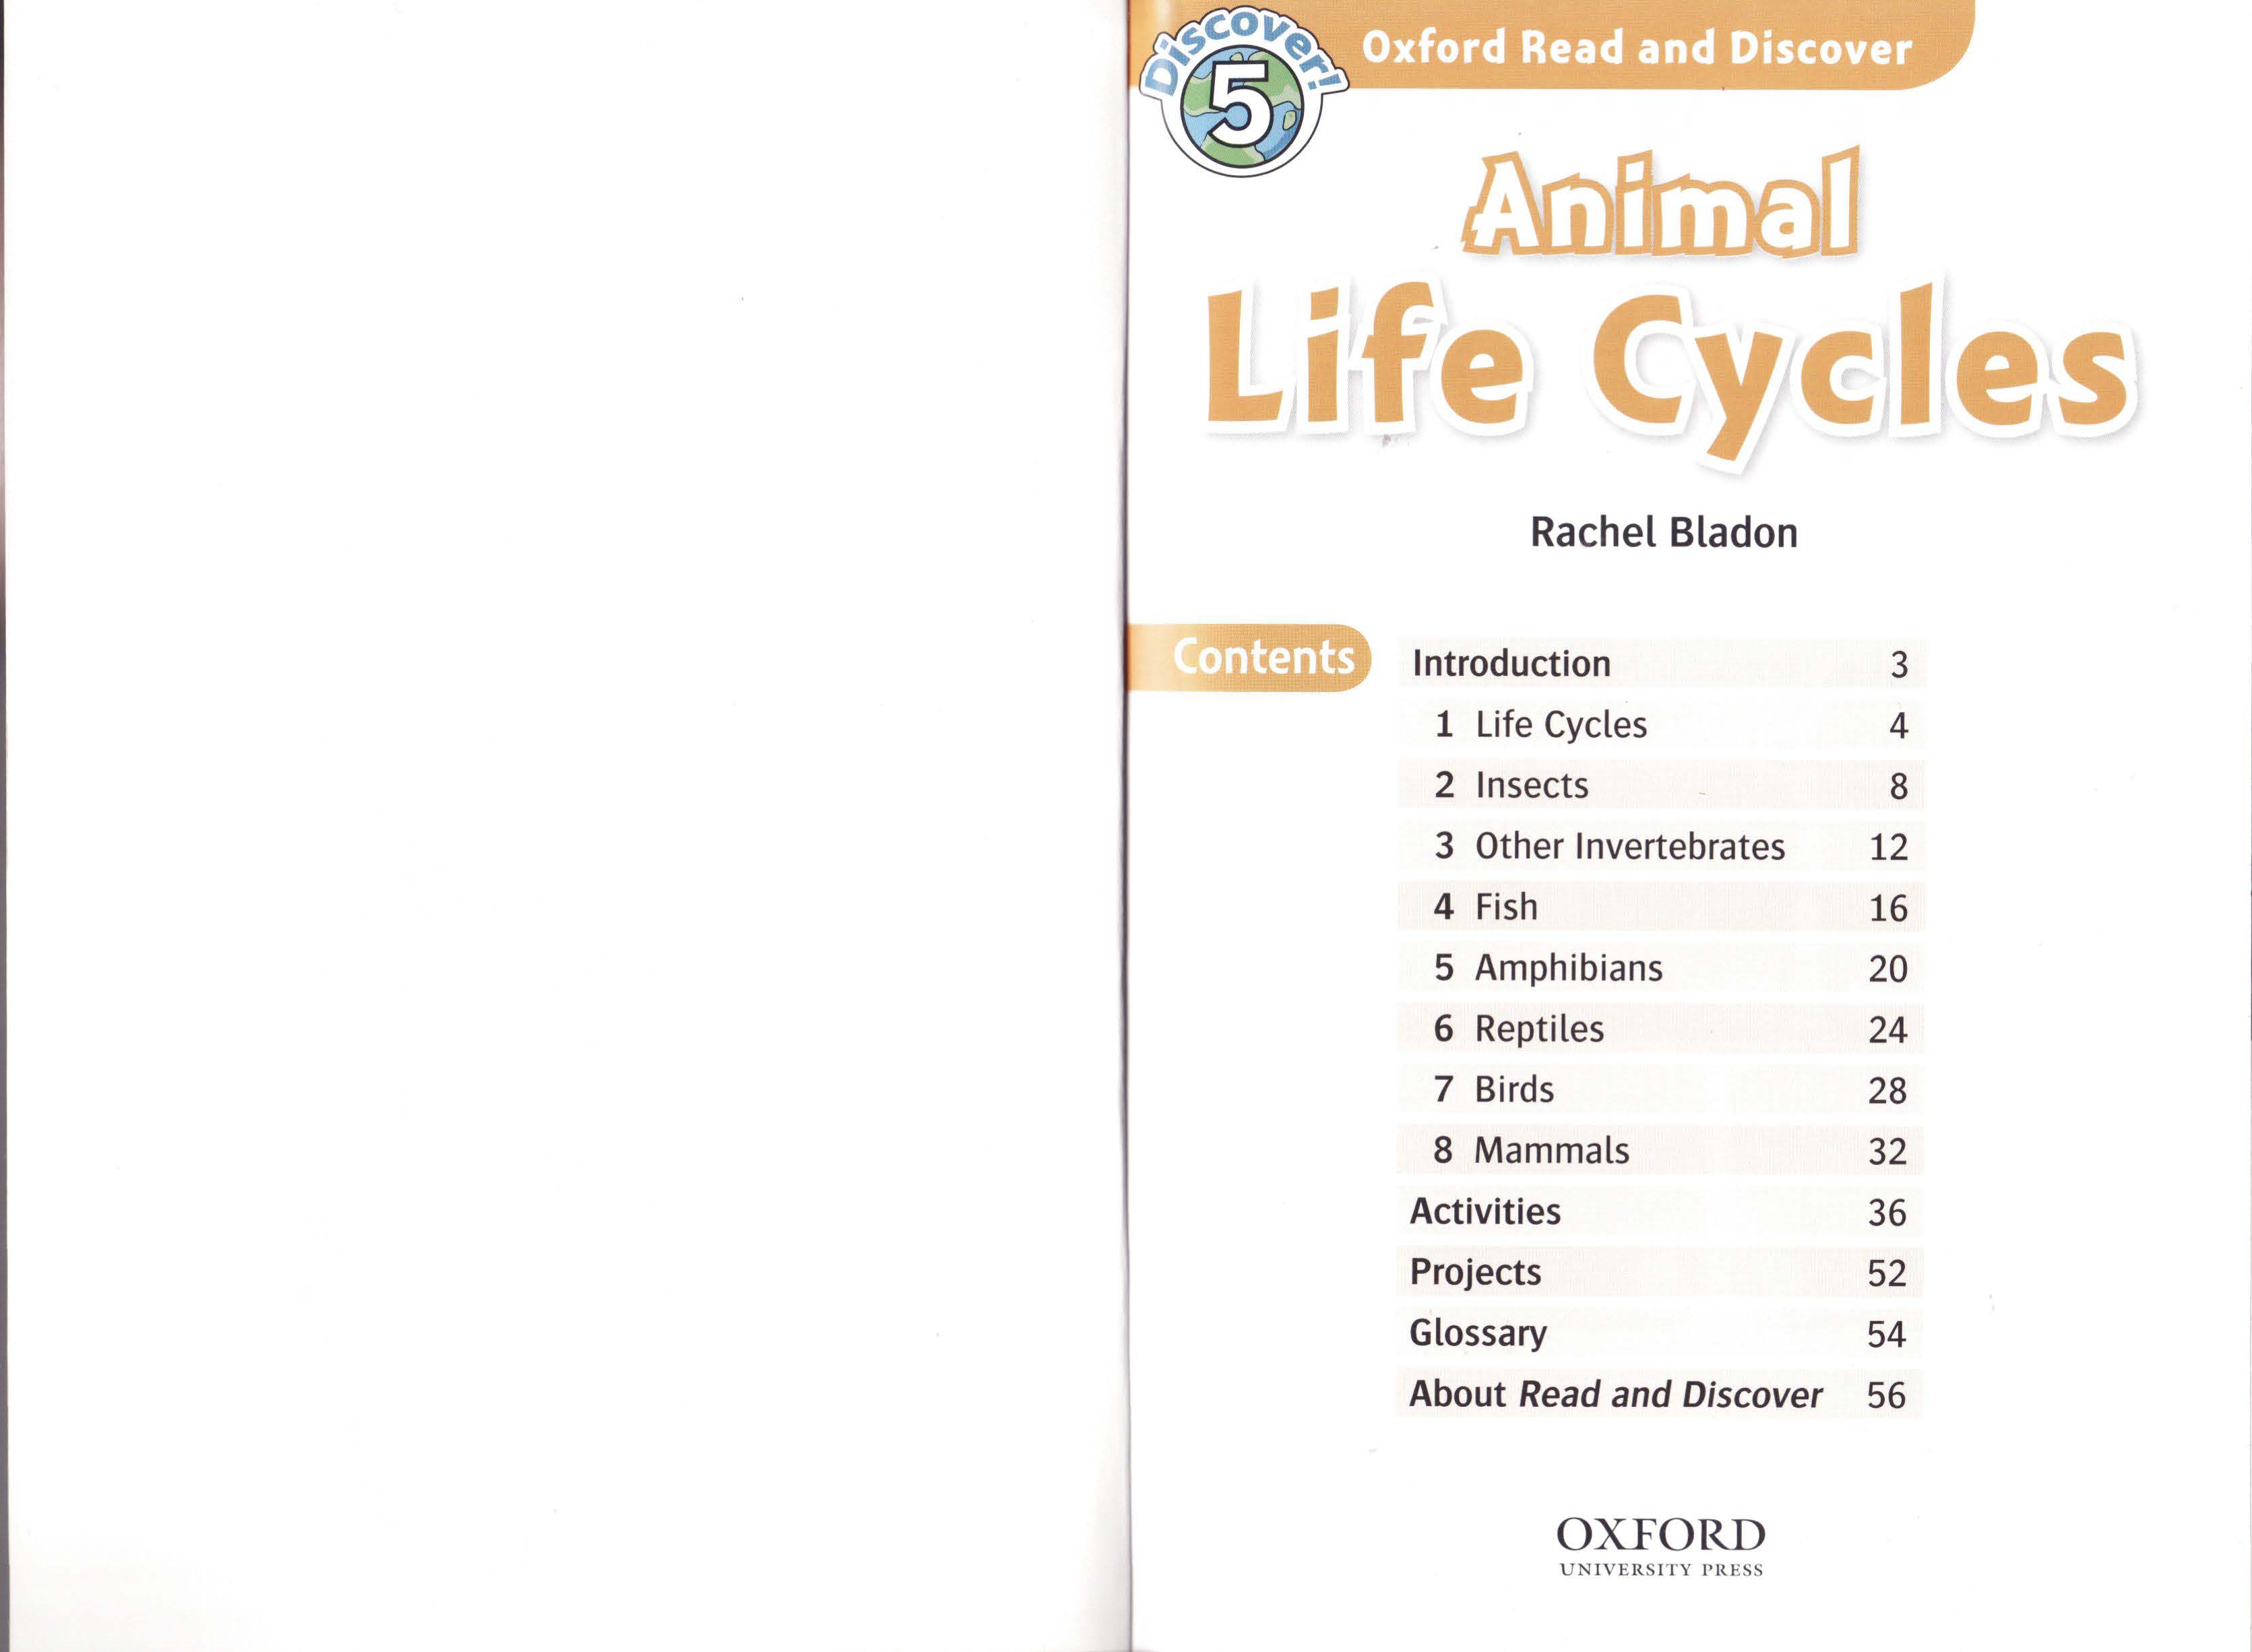 Discover!
5
Oxford Read and Discover
Animal
Life Cycles
Rachel Bladon
Contents
Introduction 3
1 Life Cycles 4
2 Insects 8
3 Other Invertebrates 12
4 Fish 16
5 Amphibians 20
6 Reptiles 24
7 Birds 28
8 Mammals 32
Activities 36
Projects 52
Glossary 54
About Read and Discover 56
OXFORD
UNIVERSITY PRESS